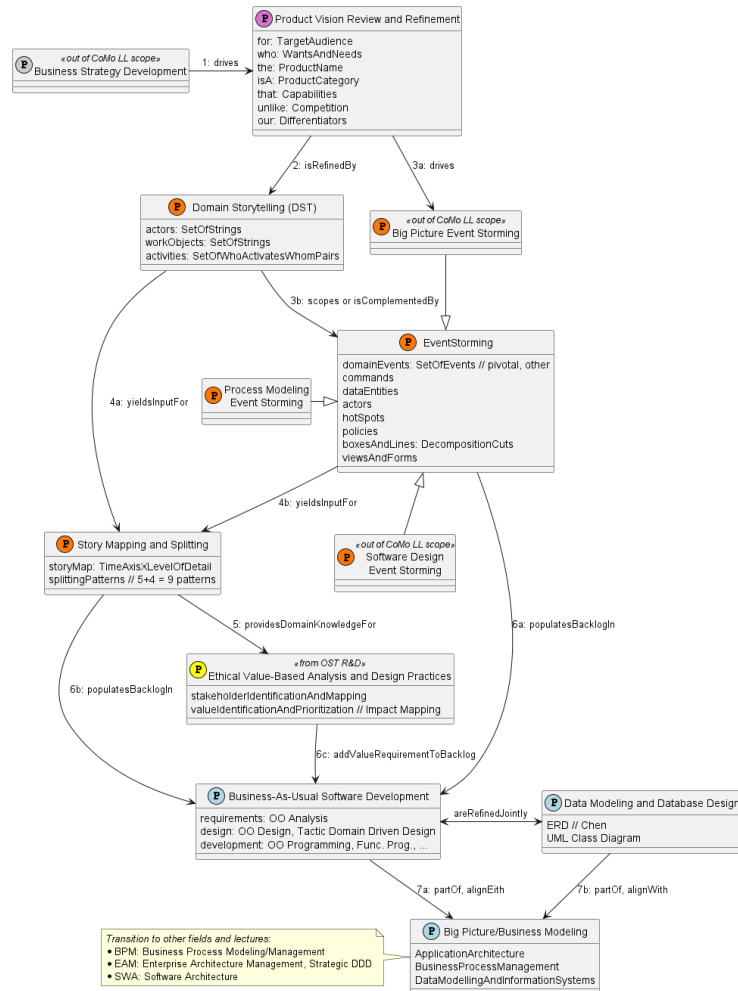 P Product Vision Review and Refinement
for: TargetAudience
who: WantsAndNeeds
the: ProductName
isA: ProductCategory
that: Capabilities
unlike: Competition
our: Differentiators
P «out of CoMo LL scope»
Business Strategy Development
1: drives
2: isRefinedBy
3a: drives
P Domain Storytelling (DST)
actors: SetOfStrings
workObjects: SetOfStrings
activities: SetOfWhoActivatesWhomPairs
P «out of CoMo LL scope»
Big Picture Event Storming
3b: scopes or isComplementedBy
P EventStorming
domainEvents: SetOfEvents // pivotal, other
commands
dataEntities
actors
hotSpots
policies
boxesAndLines: DecompositionCuts
viewsAndForms
P Process Modeling
Event Storming
4a: yieldsInputFor
4b: yieldsInputFor
P Story Mapping and Splitting
storyMap: TimeAxisXLevelOfDetail
splittingPatterns // 5+4 = 9 patterns
P «out of CoMo LL scope»
Software Design
Event Storming
5: providesDomainKnowledgeFor
6a: populatesBacklogIn
P «from OST R&D»
Ethical Value-Based Analysis and Design Practices
stakeholderIdentificationAndMapping
valueIdentificationAndPrioritization // Impact Mapping
6b: populatesBacklogIn
6c: addValueRequirementToBacklog
P Business-As-Usual Software Development
requirements: OO Analysis
design: OO Design, Tactic Domain Driven Design
development: OO Programming, Func. Prog., ...
areRefinedJointly
P Data Modeling and Database Design
ERD // Chen
UML Class Diagram
7a: partOf, alignEith
7b: partOf, alignWith
P Big Picture/Business Modeling
ApplicationArchitecture
BusinessProcessManagement
DataModellingAndInformationSystems
Transition to other fields and lectures:
• BPM: Business Process Modeling/Management
• EAM: Enterprise Architecture Management, Strategic DDD
• SWA: Software Architecture